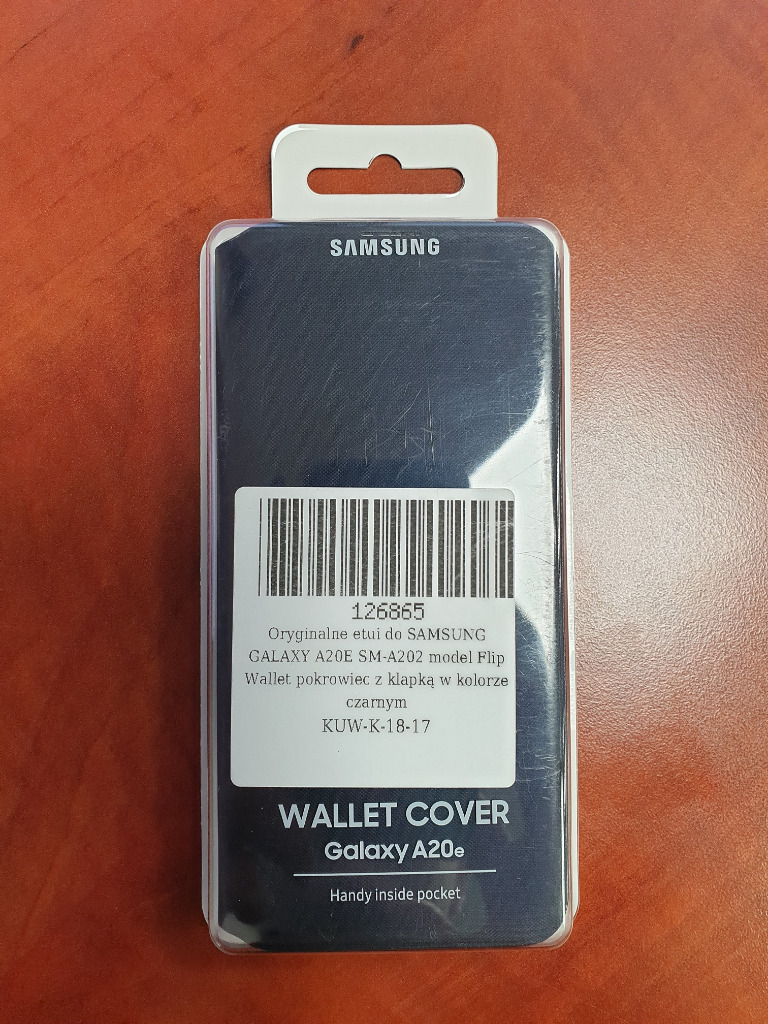 SAMSUNG
126865
Oryginalne etui do SAMSUNG
GALAXY A20E SM-A202 model Flip
Wallet pokrowiec z klapką w kolorze
czarnym
KUW-K-18-17
WALLET COVER
Galaxy A20e
Handy inside pocket